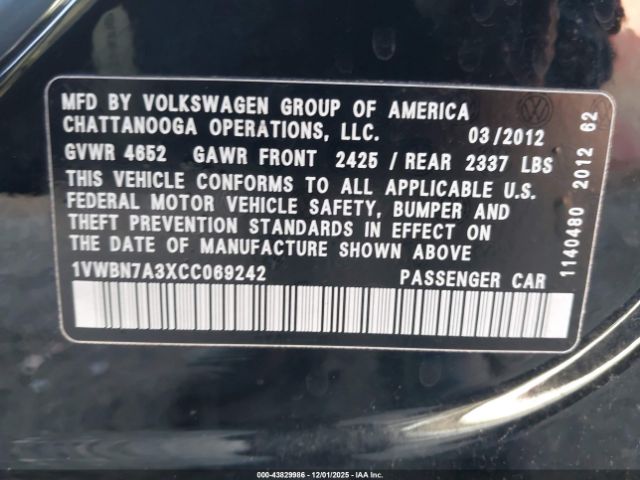 MFD BY VOLKSWAGEN GROUP OF AMERICA
CHATTANOOGA OPERATIONS, LLC. 03/2012
GVWR 4652 GAWR FRONT 2425 / REAR 2337 LBS
THIS VEHICLE CONFORMS TO ALL APPLICABLE U.S.
FEDERAL MOTOR VEHICLE SAFETY, BUMPER AND
THEFT PREVENTION STANDARDS IN EFFECT ON
THE DATE OF MANUFACTURE SHOWN ABOVE
1VWBN7A3XCC069242 PASSENGER CAR
1140480 2012 62
000-43829986 - 12/01/2025 - IAA Inc.